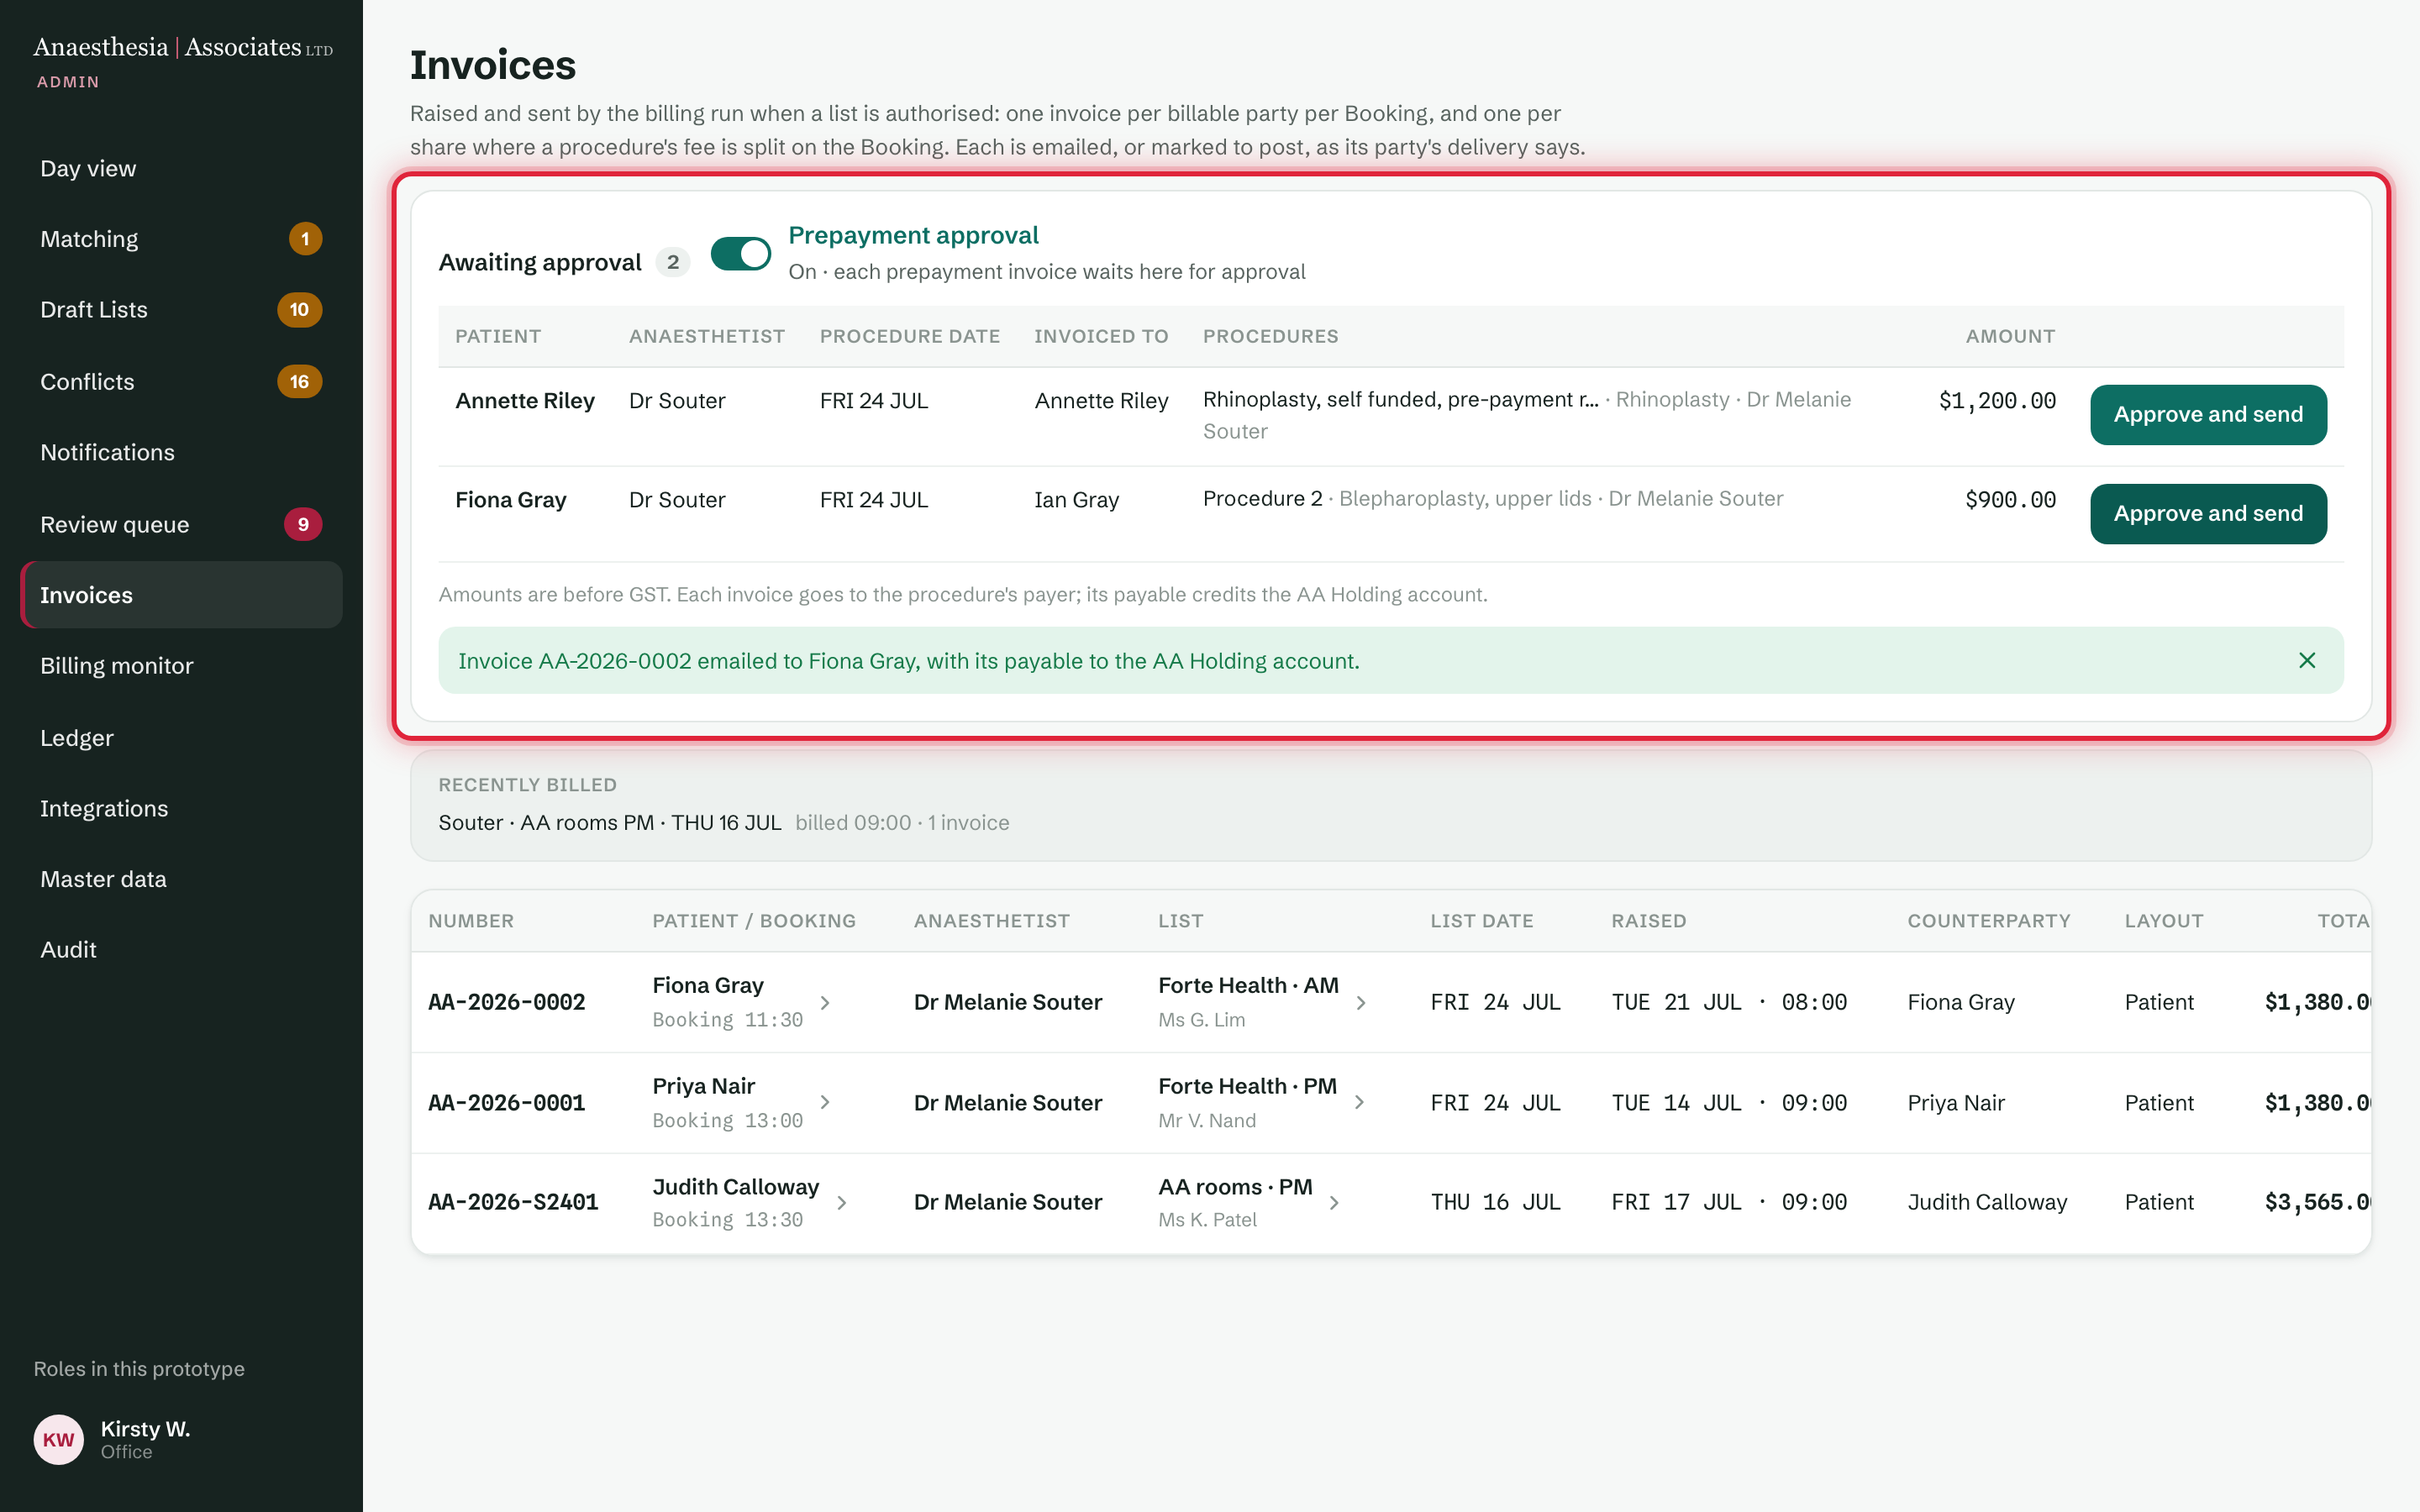 Anaesthesia | Associates LTD
ADMIN
Day view
Matching 1
Draft Lists 10
Conflicts 16
Notifications
Review queue 9
Invoices
Billing monitor
Ledger
Integrations
Master data
Audit
Roles in this prototype
KW
Kirsty W.
Office
Invoices
Raised and sent by the billing run when a list is authorised: one invoice per billable party per Booking, and one per
share where a procedure's fee is split on the Booking. Each is emailed, or marked to post, as its party's delivery says.
Awaiting approval 2
Prepayment approval
On · each prepayment invoice waits here for approval
PATIENT ANAESTHETIST PROCEDURE DATE INVOICED TO PROCEDURES AMOUNT
Annette Riley Dr Souter FRI 24 JUL Annette Riley Rhinoplasty, self funded, pre-payment r... · Rhinoplasty · Dr Melanie
Souter
$1,200.00 Approve and send
Fiona Gray Dr Souter FRI 24 JUL Ian Gray Procedure 2 · Blepharoplasty, upper lids · Dr Melanie Souter $900.00 Approve and send
Amounts are before GST. Each invoice goes to the procedure's payer; its payable credits the AA Holding account.
Invoice AA-2026-0002 emailed to Fiona Gray, with its payable to the AA Holding account.
RECENTLY BILLED
Souter · AA rooms PM · THU 16 JUL billed 09:00 · 1 invoice
NUMBER PATIENT / BOOKING ANAESTHETIST LIST LIST DATE RAISED COUNTERPARTY LAYOUT TOTA
AA-2026-0002 Fiona Gray Dr Melanie Souter Forte Health · AM FRI 24 JUL TUE 21 JUL · 08:00 Fiona Gray Patient $1,380.0
Booking 11:30 Ms G. Lim
AA-2026-0001 Priya Nair Dr Melanie Souter Forte Health · PM FRI 24 JUL TUE 14 JUL · 09:00 Priya Nair Patient $1,380.0
Booking 13:00 Mr V. Nand
AA-2026-S2401 Judith Calloway Dr Melanie Souter AA rooms · PM THU 16 JUL FRI 17 JUL · 09:00 Judith Calloway Patient $3,565.0
Booking 13:30 Ms K. Patel